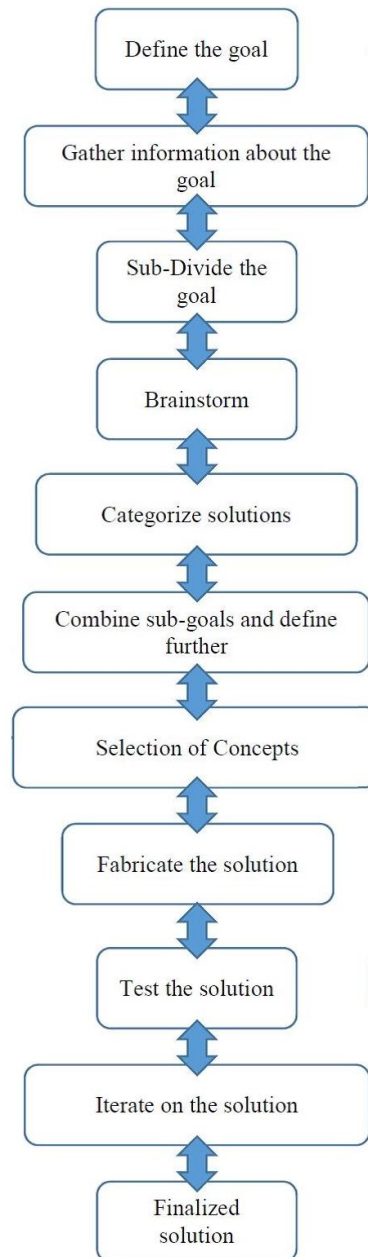 Define the goal
Gather information about the
goal
Sub-Divide the
goal
Brainstorm
Categorize solutions
Combine sub-goals and define
further
Selection of Concepts
Fabricate the solution
Test the solution
Iterate on the solution
Finalized
solution